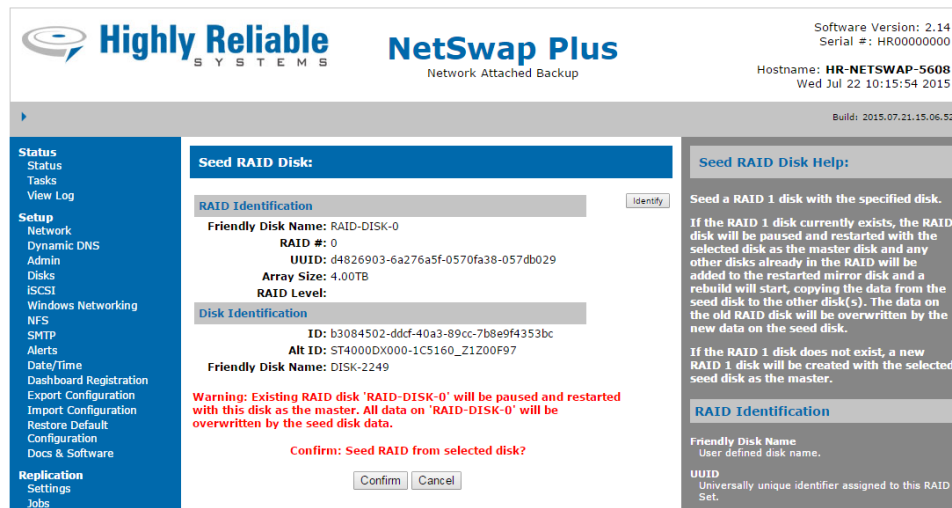 Highly Reliable
SYSTEMS
NetSwap Plus
Network Attached Backup
Software Version: 2.14
Serial #: HR00000000
Hostname: HR-NETSWAP-5608
Wed Jul 22 10:15:54 2015
Build: 2015.07.21.15.06.52
Status
Status
Tasks
View Log
Setup
Network
Dynamic DNS
Admin
Disks
iSCSI
Windows Networking
NFS
SMTP
Alerts
Date/Time
Dashboard Registration
Export Configuration
Import Configuration
Restore Default
Configuration
Docs & Software
Replication
Settings
Jobs
Seed RAID Disk:
RAID Identification
Identify
Friendly Disk Name: RAID-DISK-0
RAID #: 0
UUID: d4826903-6a276a5f-0570fa38-057db029
Array Size: 4.00TB
RAID Level:
Disk Identification
ID: b3084502-ddcf-40a3-89cc-7b8e9f4353bc
Alt ID: ST4000DX000-1C5160_Z1Z00F97
Friendly Disk Name: DISK-2249
Warning: Existing RAID disk 'RAID-DISK-0' will be paused and restarted
with this disk as the master. All data on 'RAID-DISK-0' will be
overwritten by the seed disk data.
Confirm: Seed RAID from selected disk?
Confirm
Cancel
Seed RAID Disk Help:
Seed a RAID 1 disk with the specified disk.
If the RAID 1 disk currently exists, the RAID
disk will be paused and restarted with the
selected disk as the master disk and any
other disks already in the RAID will be
added to the restarted mirror disk and a
rebuild will start, copying the data from the
seed disk to the other disk(s). The data on
the old RAID disk will be overwritten by the
new data on the seed disk.
If the RAID 1 disk does not exist, a new
RAID 1 disk will be created with the selected
seed disk as the master.
RAID Identification
Friendly Disk Name
User defined disk name.
UUID
Universally unique identifier assigned to this RAID
Set.